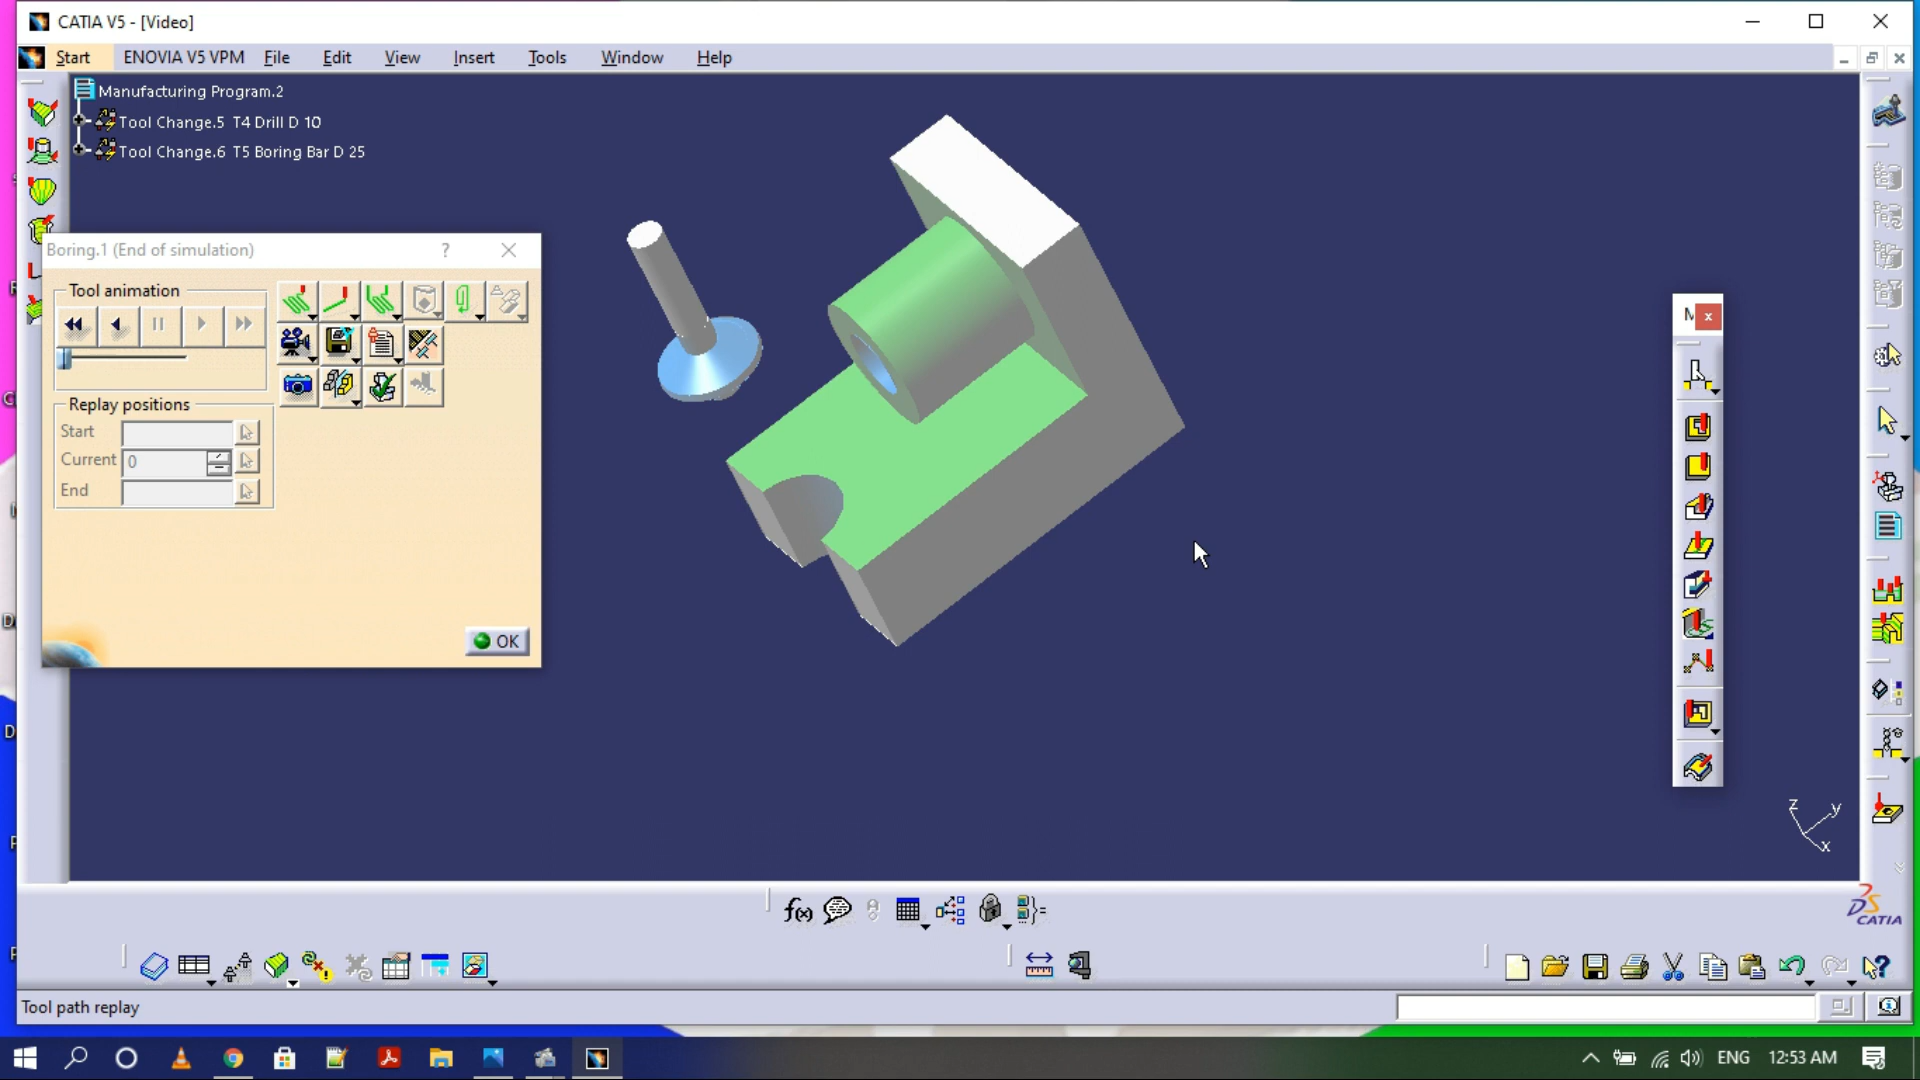 CATIA V5 - [Video]
Start ENOVIA V5 VPM File Edit View Insert Tools Window Help
Manufacturing Program.2
Tool Change.5 T4 Drill D 10
Tool Change.6 T5 Boring Bar D 25
Boring.1 (End of simulation) ?
Tool animation
Replay positions
Start
Current 0
End
OK
z
y
x
f(x)
CATIA
Tool path replay
ENG 12:53 AM